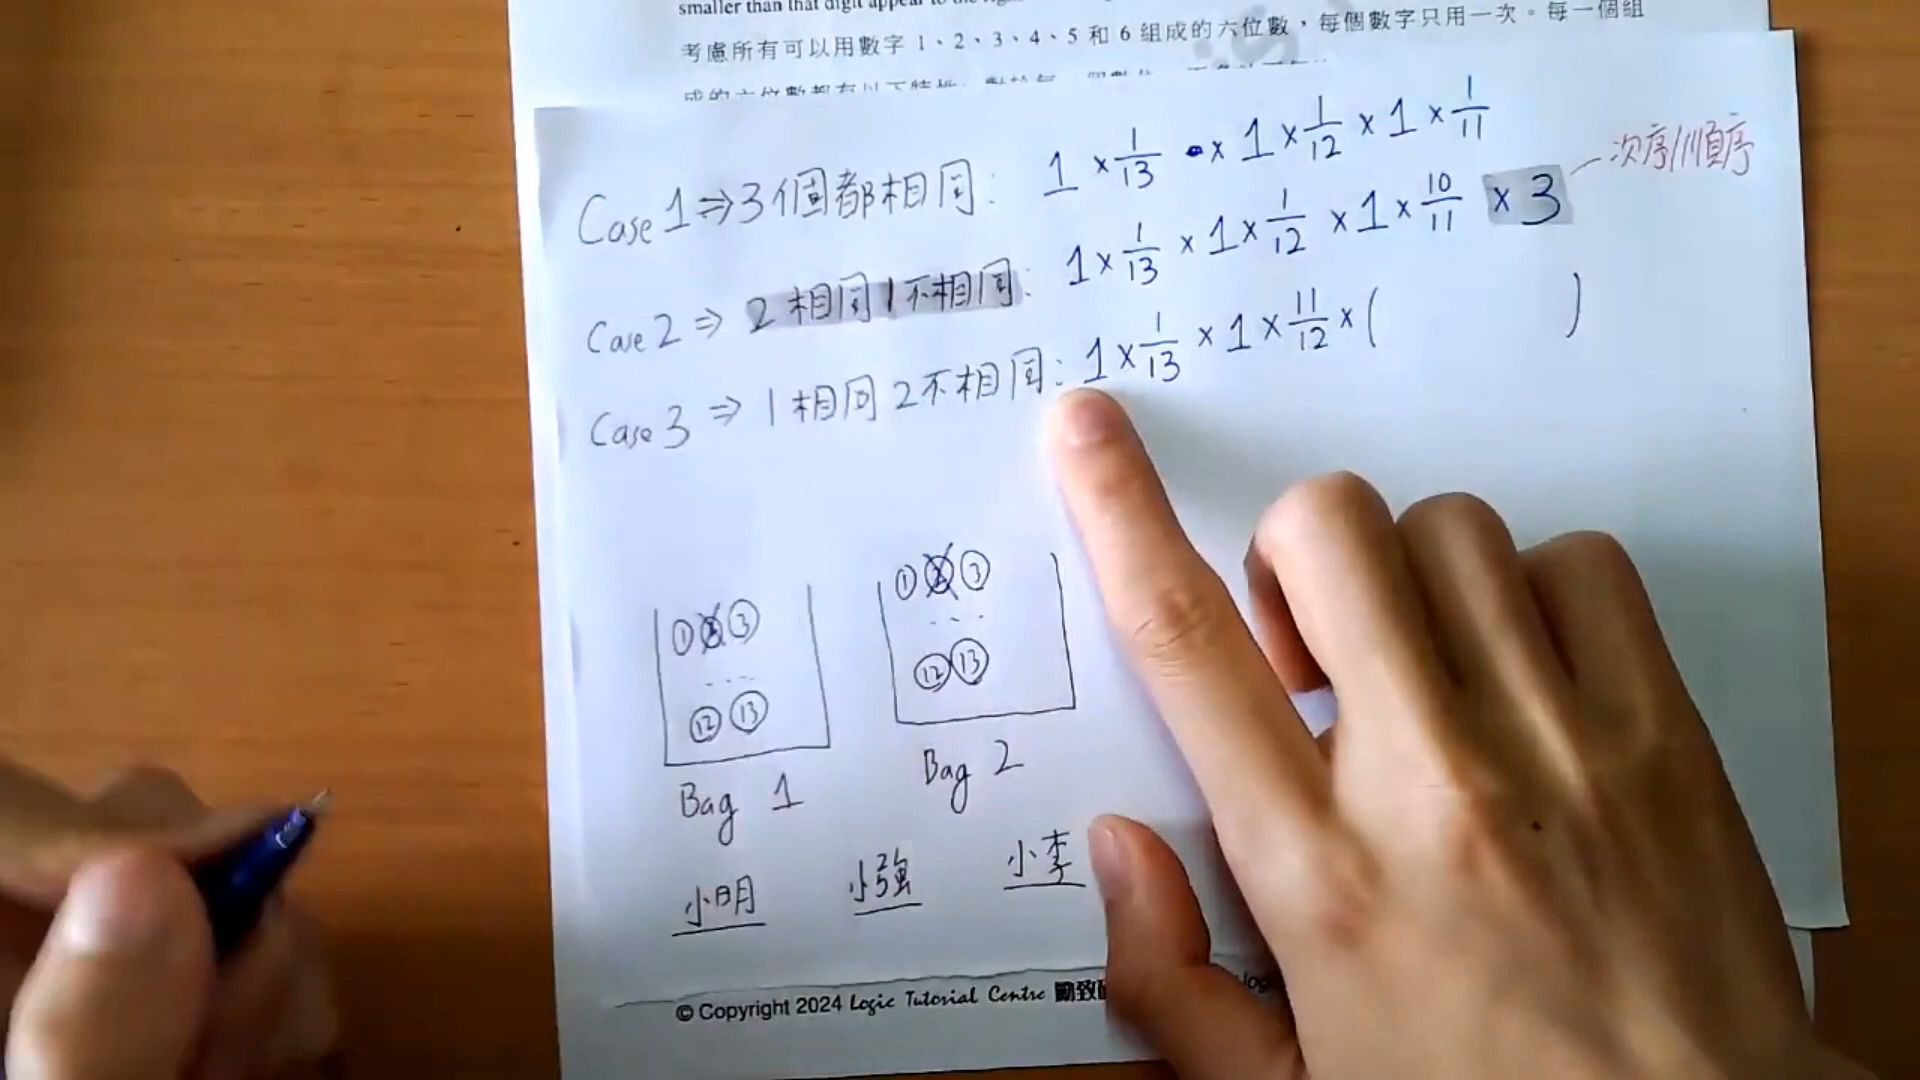 smaller than that digit appear to the
考慮所有可以用數字 1、2、3、4、5 和 6 組成的六位數，每個數字只用一次。每一個組
Case 1 ⇒ 3個都相同： 1 × 1/13 × 1 × 1/12 × 1 × 1/11
次序/順序
Case 2 ⇒ 2相同1不相同： 1 × 1/13 × 1 × 1/12 × 1 × 10/11 × 3
Case 3 ⇒ 1相同2不相同： 1 × 1/13 × 1 × 11/12 × ( )
① ② ③
...
⑫ ⑬
Bag 1
① ② ③
...
⑫ ⑬
Bag 2
小明 小強 小李
© Copyright 2024 Logic Tutorial Centre 勵致